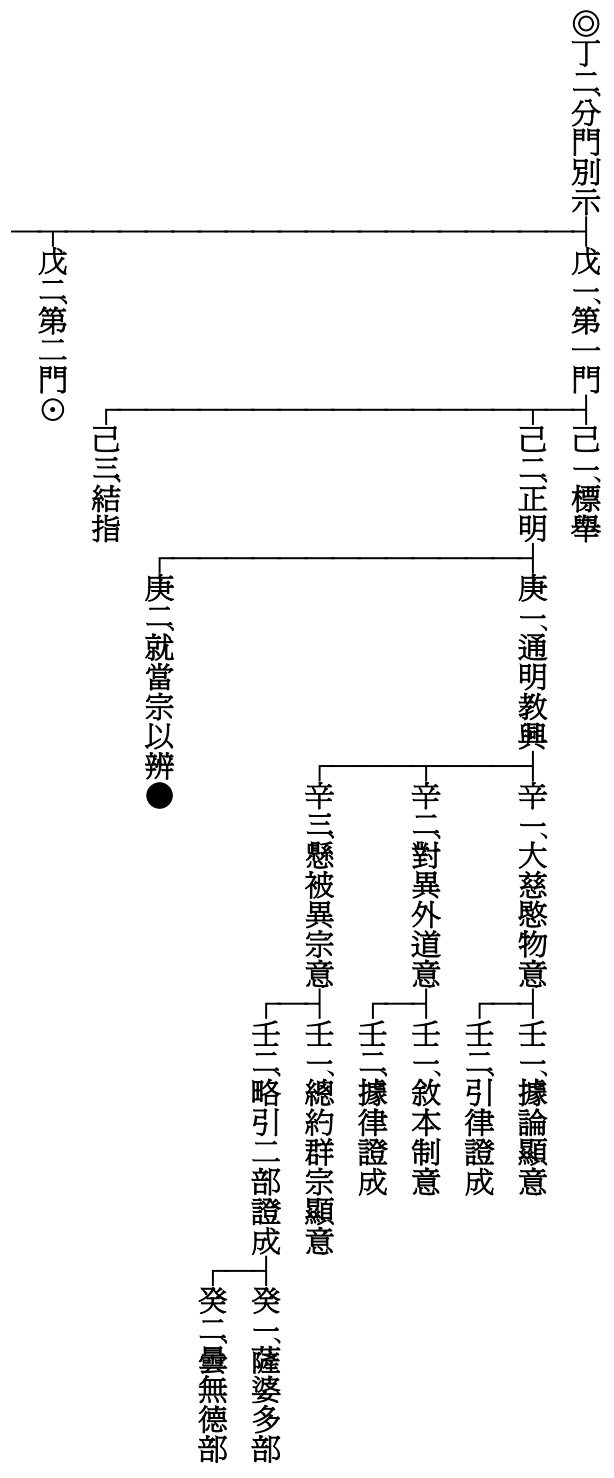 ◎丁二、分門別示
戊一、第一門
己一、標舉
己二、正明
庚一、通明教興
辛一、大慈愍物意
壬一、據論顯意
壬二、引律證成
辛二、對異外道意
壬一、敘本制意
壬二、據律證成
辛三、懸被異宗意
壬一、總約群宗顯意
壬二、略引二部證成
癸一、薩婆多部
癸二、曇無德部
庚二、就當宗以辨●
己三、結指
戊二、第二門⊙